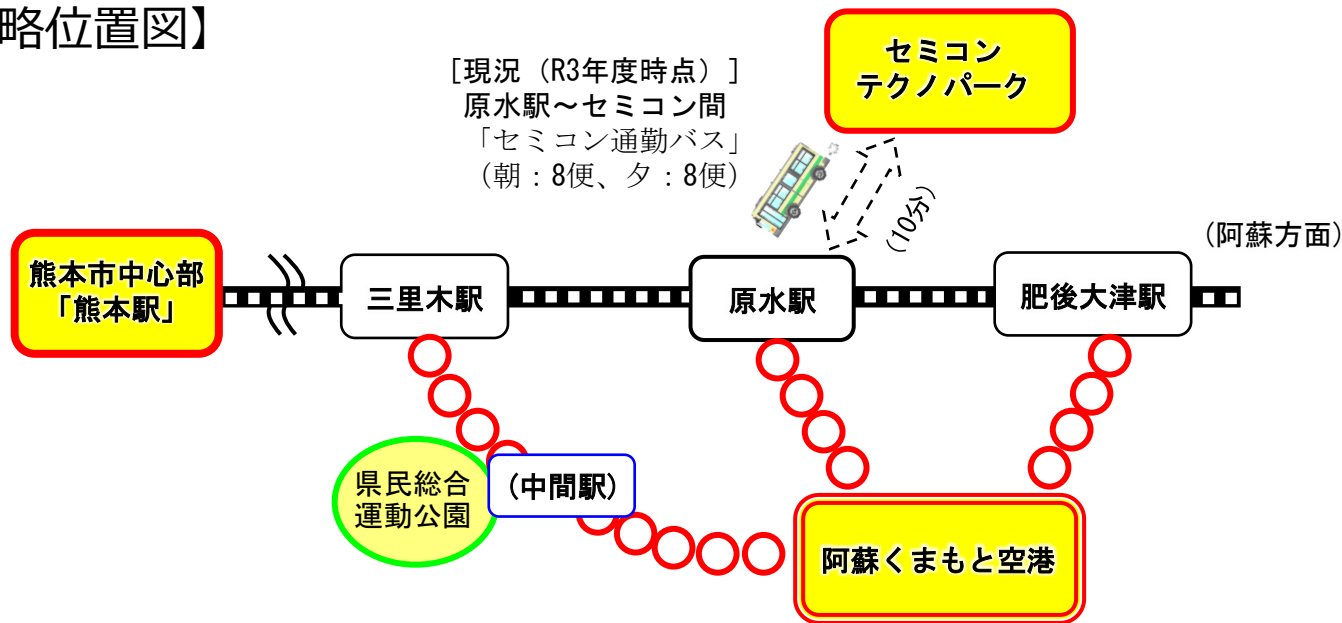 略位置図】
セミコン
テクノパーク
[現況（R3年度時点）]
原水駅～セミコン間
「セミコン通勤バス」
（朝：8便、夕：8便）
（10分）
（阿蘇方面）
熊本市中心部
「熊本駅」
三里木駅
原水駅
肥後大津駅
県民総合
運動公園
（中間駅）
阿蘇くまもと空港